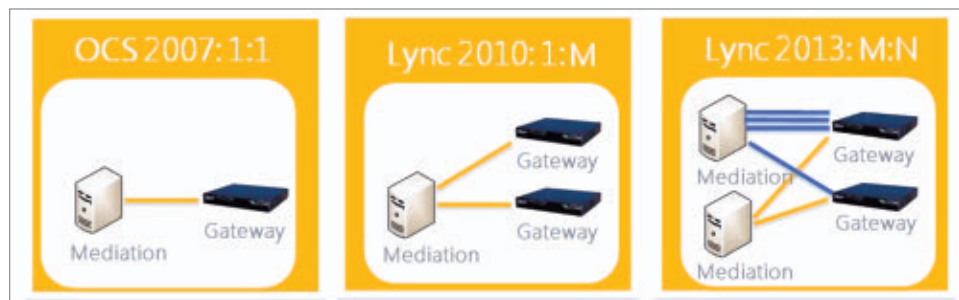 OCS 2007: 1:1
Mediation
Gateway
Lync 2010: 1:M
Gateway
Mediation
Gateway
Lync 2013: M:N
Mediation
Gateway
Gateway
Mediation